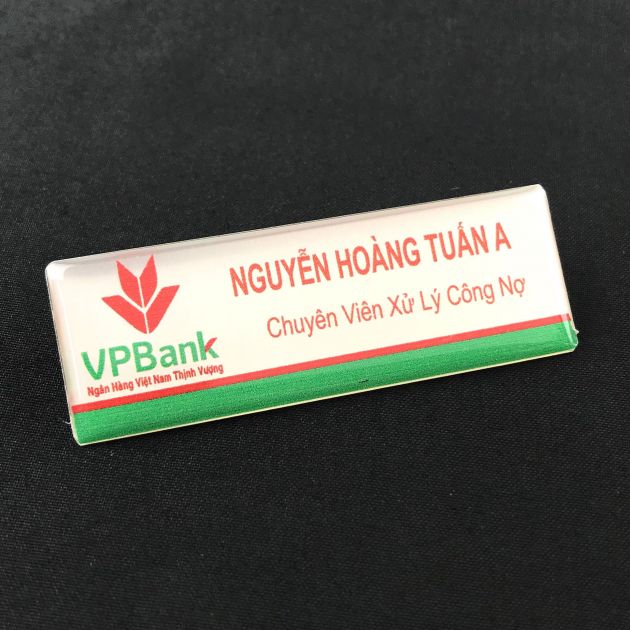 NGUYỄN HOÀNG TUẤN A
Chuyên Viên Xử Lý Công Nợ
VPBank
Ngân Hàng Việt Nam Thịnh Vượng